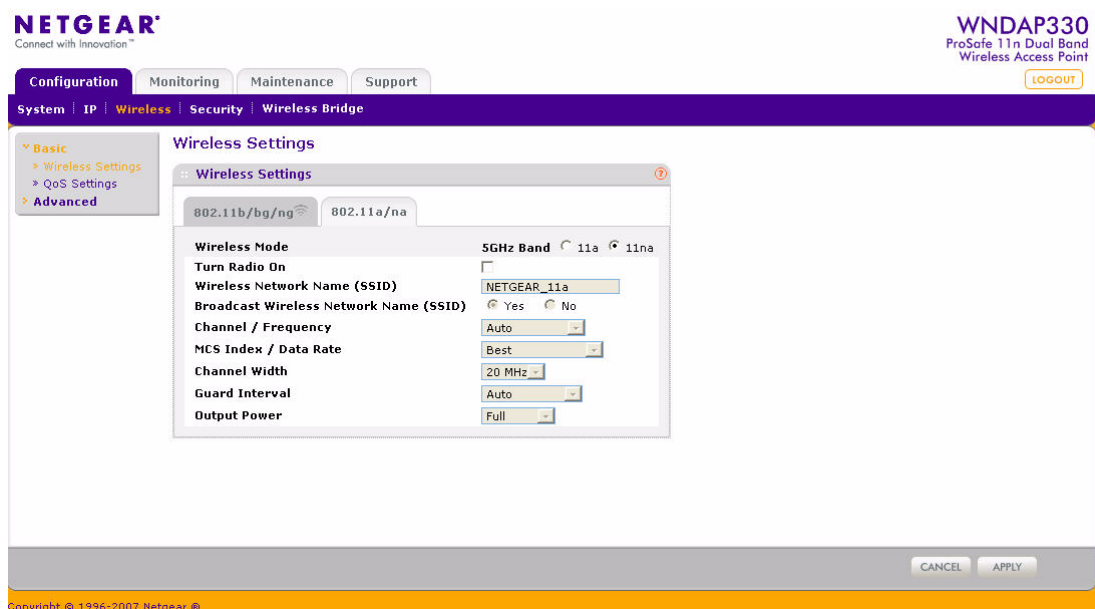 NETGEAR®
Connect with Innovation™
WNDAP330
ProSafe 11n Dual Band
Wireless Access Point
LOGOUT
Configuration Monitoring Maintenance Support
System IP Wireless Security Wireless Bridge
Basic
Wireless Settings
QoS Settings
Advanced
Wireless Settings
Wireless Settings ?
802.11b/bg/ng 802.11a/na
Wireless Mode 5GHz Band 11a 11na
Turn Radio On
Wireless Network Name (SSID) NETGEAR_11a
Broadcast Wireless Network Name (SSID) Yes No
Channel / Frequency Auto
MCS Index / Data Rate Best
Channel Width 20 MHz
Guard Interval Auto
Output Power Full
CANCEL APPLY
Copyright © 1996-2007 Netgear ®